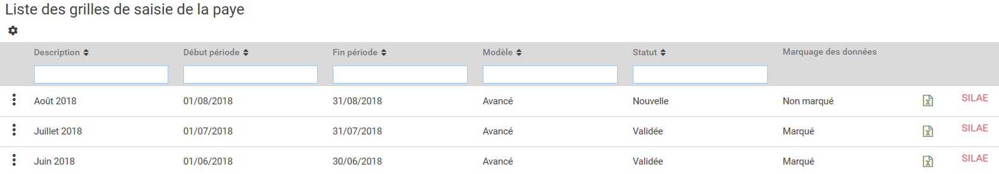 Liste des grilles de saisie de la paye
Description Début période Fin période Modèle Statut Marquage des données
Août 2018 01/08/2018 31/08/2018 Avancé Nouvelle Non marqué SILAE
Juillet 2018 01/07/2018 31/07/2018 Avancé Validée Marqué SILAE
Juin 2018 01/06/2018 30/06/2018 Avancé Validée Marqué SILAE